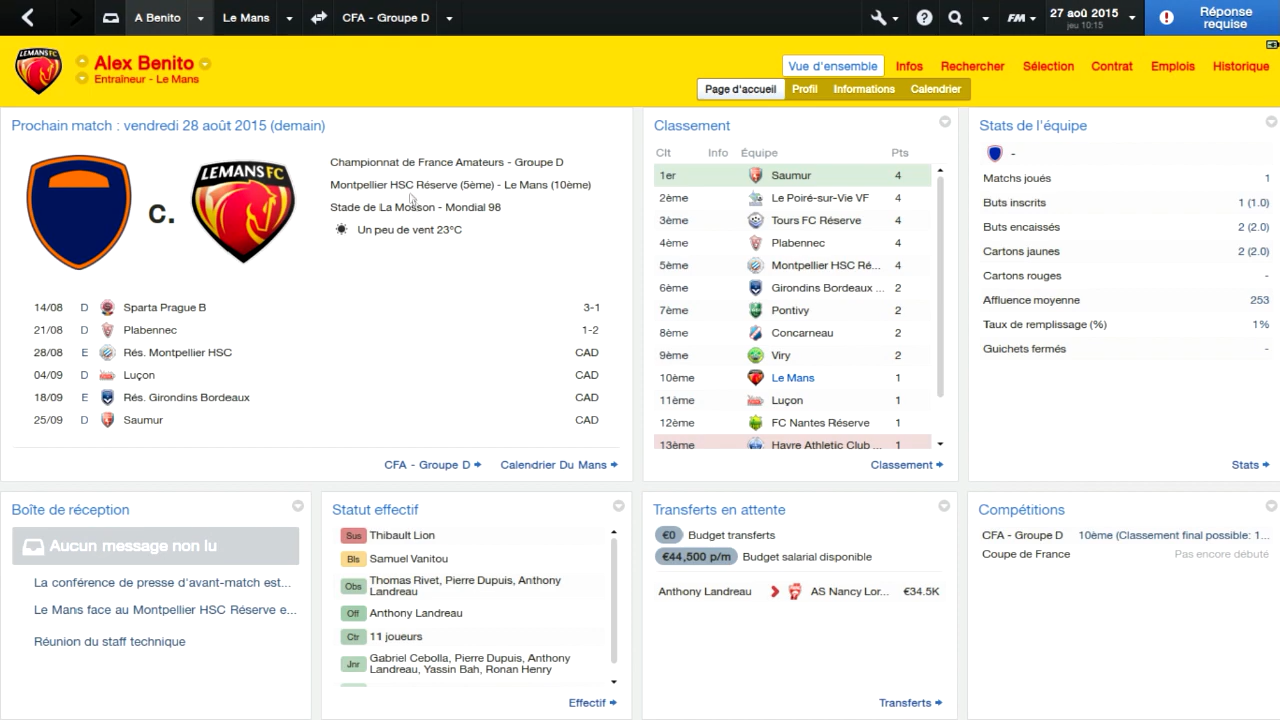 A Benito
Le Mans
CFA - Groupe D
FM
27 aoû 2015
jeu 10:15
Réponse requise
LEMANS FC
Alex Benito
Entraîneur - Le Mans
Vue d'ensemble
Infos
Rechercher
Sélection
Contrat
Emplois
Historique
Page d'accueil
Profil
Informations
Calendrier
Prochain match : vendredi 28 août 2015 (demain)
c.
LEMANS FC
Championnat de France Amateurs - Groupe D
Montpellier HSC Réserve (5ème) - Le Mans (10ème)
Stade de La Mosson - Mondial 98
Un peu de vent 23°C
14/08 D Sparta Prague B 3-1
21/08 D Plabennec 1-2
28/08 E Rés. Montpellier HSC CAD
04/09 D Luçon CAD
18/09 E Rés. Girondins Bordeaux CAD
25/09 D Saumur CAD
CFA - Groupe D
Calendrier Du Mans
Classement
Clt Info Équipe Pts
1er Saumur 4
2ème Le Poiré-sur-Vie VF 4
3ème Tours FC Réserve 4
4ème Plabennec 4
5ème Montpellier HSC Ré... 4
6ème Girondins Bordeaux ... 2
7ème Pontivy 2
8ème Concarneau 2
9ème Viry 2
10ème Le Mans 1
11ème Luçon 1
12ème FC Nantes Réserve 1
13ème Havre Athletic Club ... 1
Classement
Stats de l'équipe
-
Matchs joués 1
Buts inscrits 1 (1.0)
Buts encaissés 2 (2.0)
Cartons jaunes 2 (2.0)
Cartons rouges -
Affluence moyenne 253
Taux de remplissage (%) 1%
Guichets fermés -
Stats
Boîte de réception
Aucun message non lu
La conférence de presse d'avant-match est...
Le Mans face au Montpellier HSC Réserve e...
Réunion du staff technique
Statut effectif
Sus Thibault Lion
Bls Samuel Vanitou
Obs Thomas Rivet, Pierre Dupuis, Anthony
Landreau
Off Anthony Landreau
Ctr 11 joueurs
Jnr Gabriel Cebolla, Pierre Dupuis, Anthony
Landreau, Yassin Bah, Ronan Henry
Effectif
Transferts en attente
€0 Budget transferts
€44,500 p/m Budget salarial disponible
Anthony Landreau AS Nancy Lor... €34.5K
Transferts
Compétitions
CFA - Groupe D 10ème (Classement final possible: 1...
Coupe de France Pas encore débuté